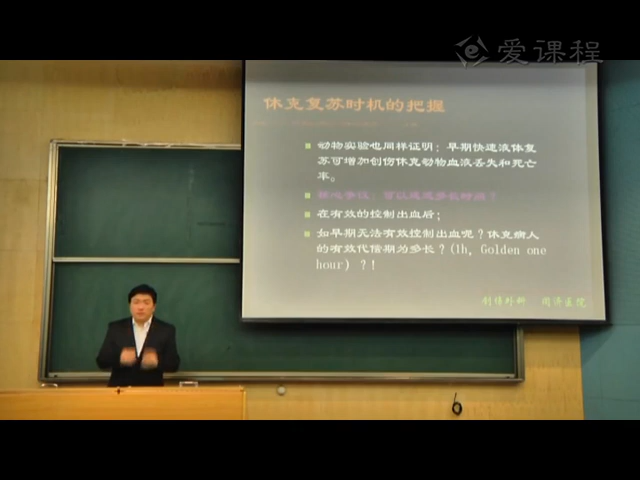 爱课程
休克复苏时机的把握
动物实验也同样证明：早期快速液体复
苏可增加创伤休克动物血液丢失和死亡
率。
在有效的控制出血后；
如早期无法有效控制出血呢？休克病人
的有效代偿期为多长？(1h, Golden one
hour) ？！
创伤外科 同济医院